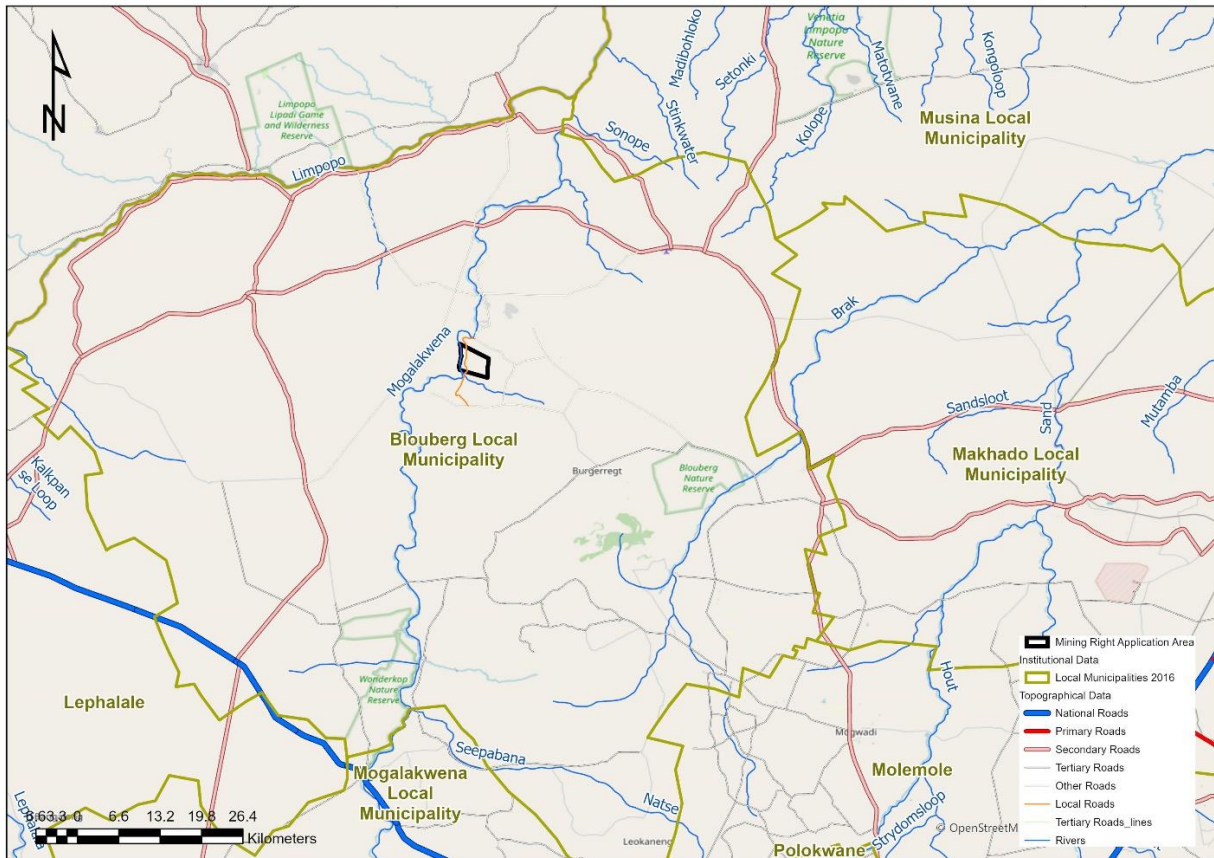 Venetia
Limpopo
Nature
Reserve
Madibohloko
Setonki
Stinkwater
Matotwane
Kongoloop
Kolope
Musina Local
Municipality
Limpopo
Lipadi Game
and Wilderness
Reserve
N
Sonope
Limpopo
Brak
Mogalakwena
Sandsloot
Sand
Mutamba
Blouberg Local
Municipality
Makhado Local
Municipality
Kalkpan
se Loop
Burgerregt
Blouberg
Nature
Reserve
Lephalale
Wonderkop
Nature
Reserve
Hout
Seepabana
Mogwadi
Mogalakwena
Local
Municipality
Molemole
Natse
Strydomsloop
Leokaneng
Polokwane
6.6 13.2 19.8 26.4
Kilometers
© OpenStreetM
Mining Right Application Area
Institutional Data
Local Municipalities 2016
Topographical Data
National Roads
Primary Roads
Secondary Roads
Tertiary Roads
Other Roads
Local Roads
Tertiary Roads_lines
Rivers